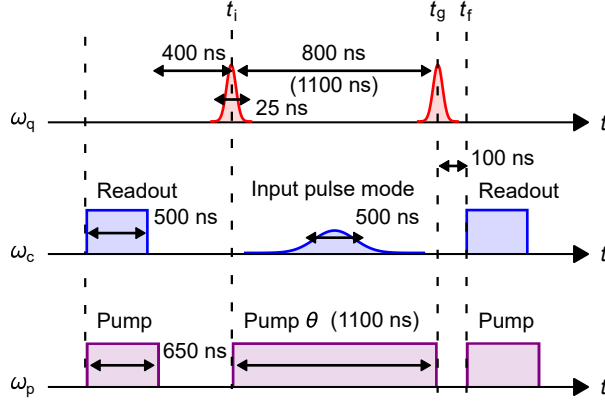 t_i t_g t_f
400 ns 800 ns
(1100 ns)
25 ns
ω_q t
100 ns
Readout Input pulse mode Readout
500 ns 500 ns
ω_c t
Pump Pump θ (1100 ns) Pump
650 ns
ω_p t